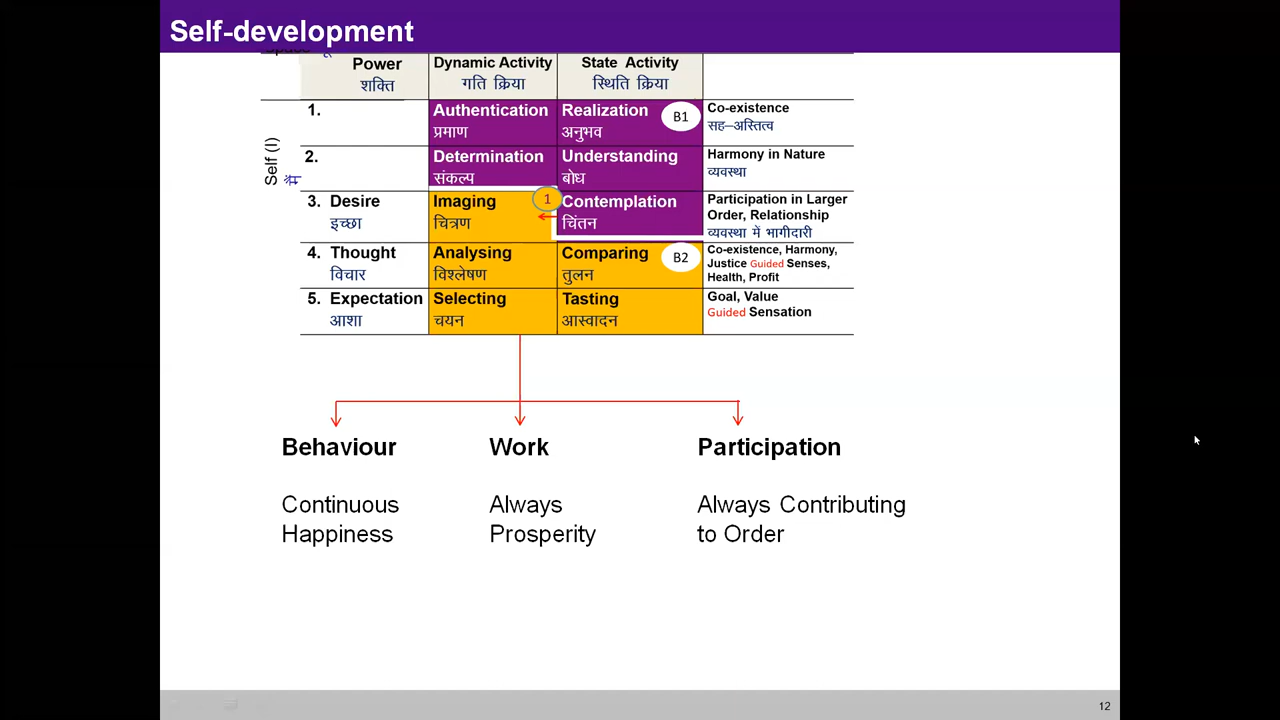 Self-development
Power
Dynamic Activity
State Activity
शक्ति
गति क्रिया
स्थिति क्रिया
Self (I)
मैं
1.
Authentication
प्रमाण
Realization
अनुभव
B1
Co-existence
सह–अस्तित्व
2.
Determination
संकल्प
Understanding
बोध
Harmony in Nature
व्यवस्था
3. Desire
इच्छा
Imaging
चित्रण
1
Contemplation
चिंतन
Participation in Larger
Order, Relationship
व्यवस्था में भागीदारी
4. Thought
विचार
Analysing
विश्लेषण
Comparing
तुलन
B2
Co-existence, Harmony,
Justice Guided Senses,
Health, Profit
5. Expectation
आशा
Selecting
चयन
Tasting
आस्वादन
Goal, Value
Guided Sensation
Behaviour
Work
Participation
Continuous
Happiness
Always
Prosperity
Always Contributing
to Order
12